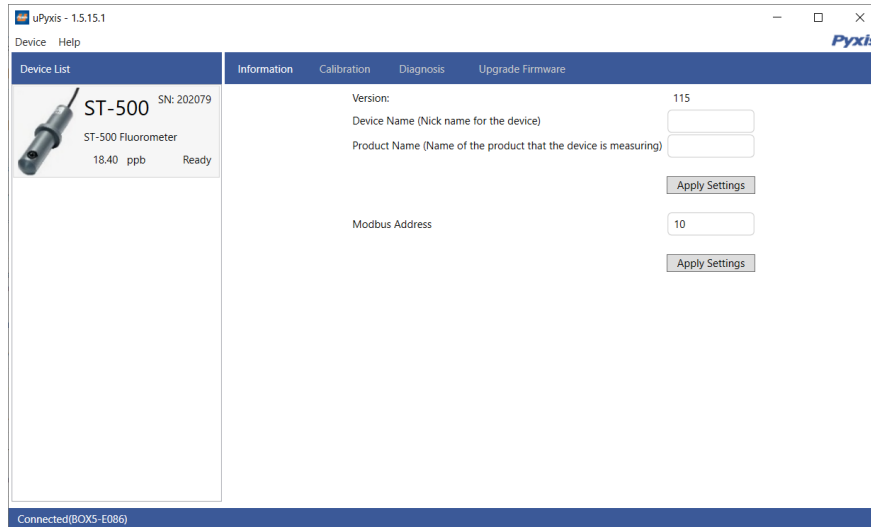 uPyxis - 1.5.15.1
Device Help
Device List
Information Calibration Diagnosis Upgrade Firmware
ST-500 SN: 202079
ST-500 Fluorometer
18.40 ppb Ready
Version: 115
Device Name (Nick name for the device)
Product Name (Name of the product that the device is measuring)
Apply Settings
Modbus Address 10
Apply Settings
Connected(BOX5-E086)